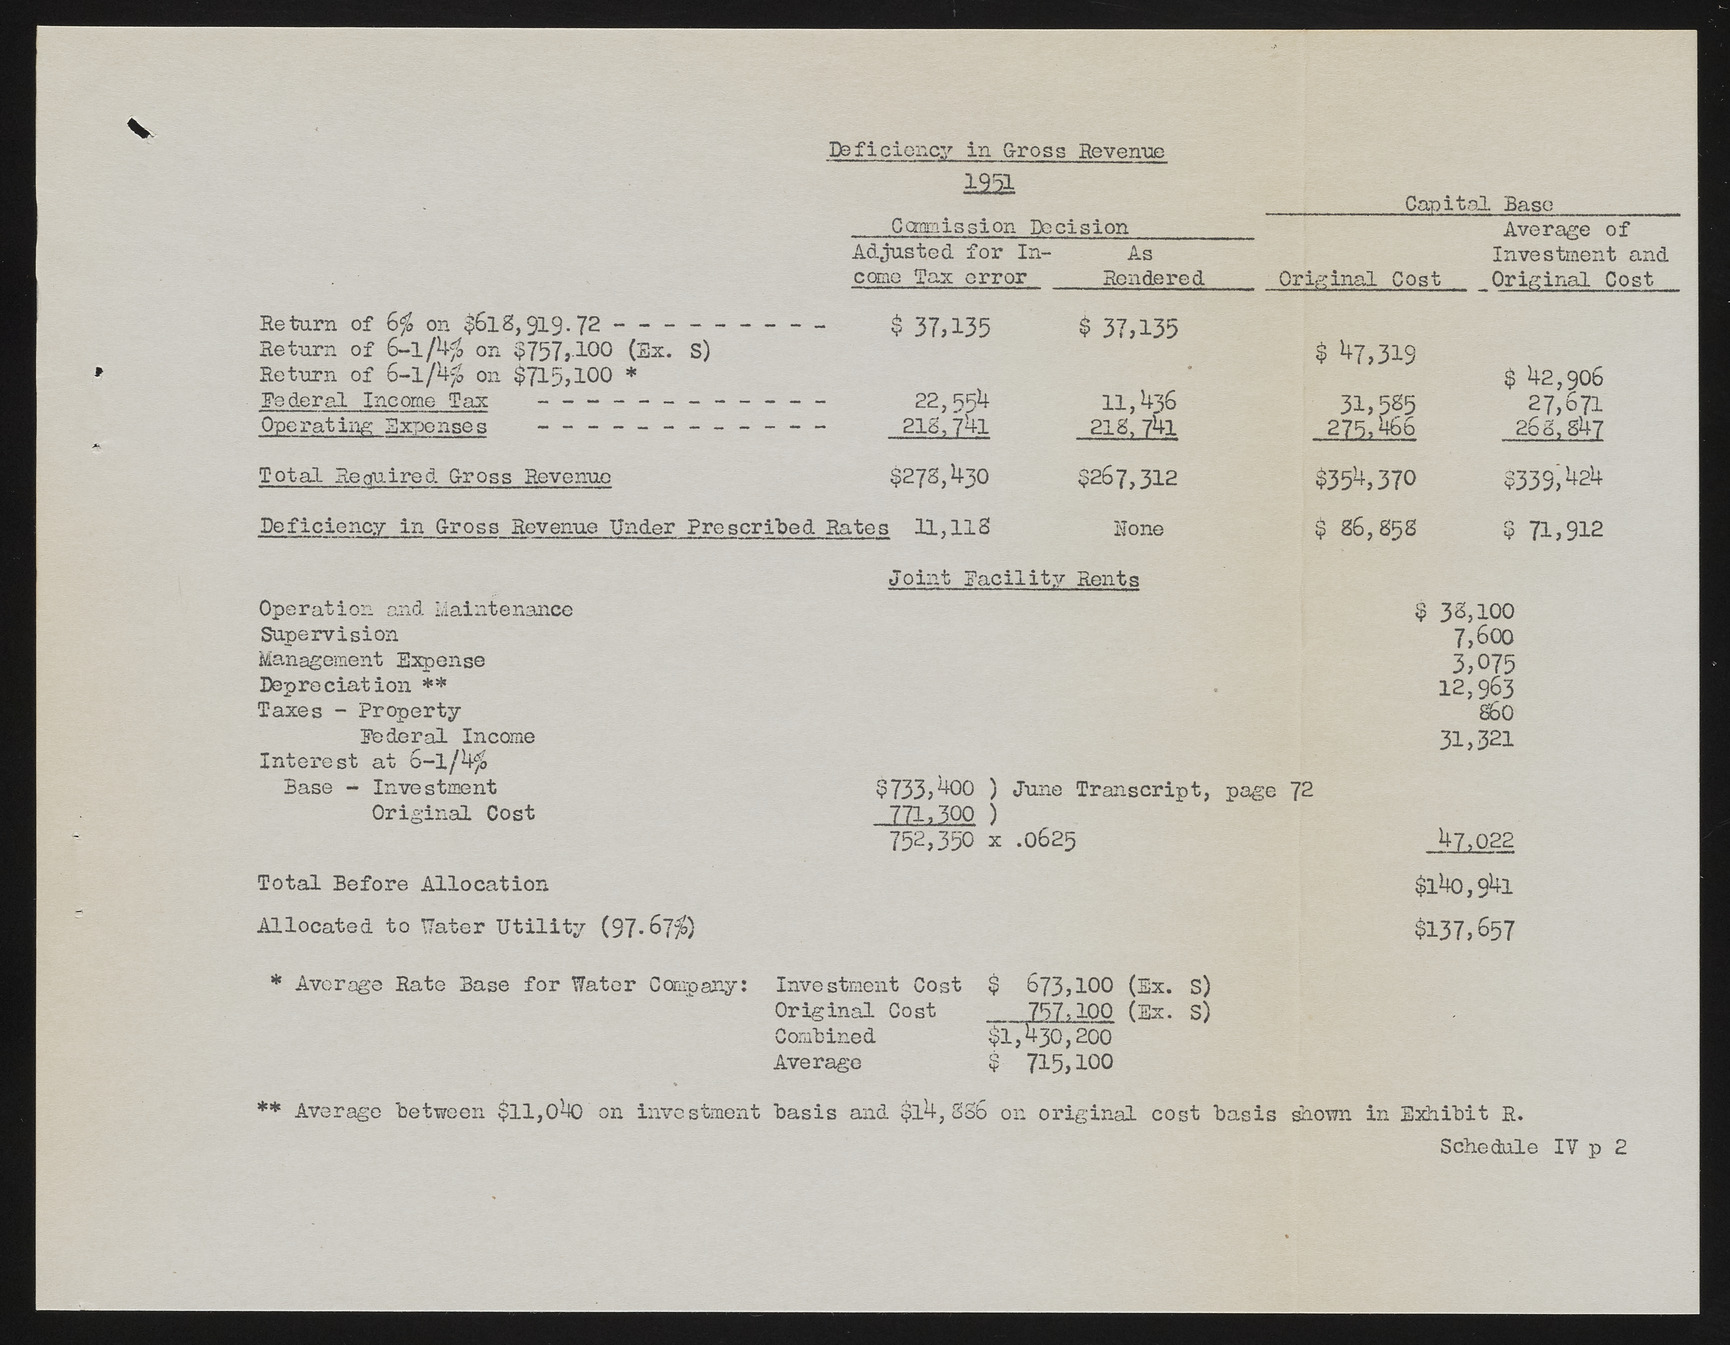 Deficiency in Gross Revenue
1951
Capital Base
Commission Decision Average of
Adjusted for In- As Investment and
come Tax error Rendered Original Cost Original Cost
Return of 6% on $618,919.72 - - - - - - - - - $ 37,135 $ 37,135
Return of 6-1/4% on $757,100 (Ex. S) $ 47,319
Return of 6-1/4% on $715,100 * $ 42,906
Federal Income Tax - - - - - - - - - - - - 22,554 11,436 31,585 27,671
Operating Expenses - - - - - - - - - - - - 218,741 218,741 275,466 268,847
Total Required Gross Revenue $278,430 $267,312 $354,370 $339,424
Deficiency in Gross Revenue Under Prescribed Rates 11,118 None $ 86,858 $ 71,912
Joint Facility Rents
Operation and Maintenance $ 38,100
Supervision 7,600
Management Expense 3,075
Depreciation ** 12,963
Taxes - Property 860
Federal Income 31,321
Interest at 6-1/4%
Base - Investment $733,400 ) June Transcript, page 72
Original Cost 771,300 )
752,350 x .0625 47,022
Total Before Allocation $140,941
Allocated to Water Utility (97.67%) $137,657
* Average Rate Base for Water Company: Investment Cost $ 673,100 (Ex. S)
Original Cost 757,100 (Ex. S)
Combined $1,430,200
Average $ 715,100
** Average between $11,040 on investment basis and $14,886 on original cost basis shown in Exhibit R.
Schedule IV p 2